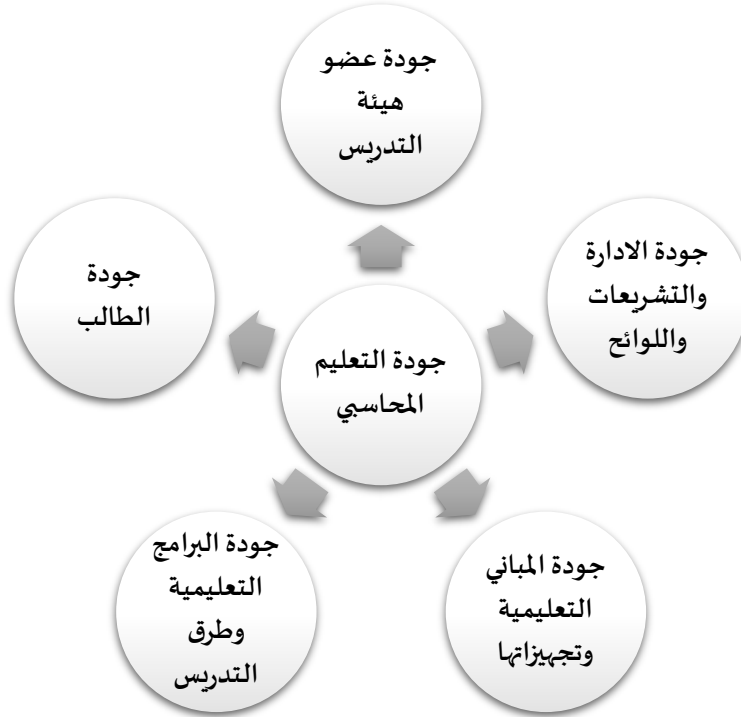 جودة عضو
هيئة
التدريس
جودة الادارة
والتشريعات
واللوائح
جودة
الطالب
جودة التعليم
المحاسبي
جودة المباني
التعليمية
وتجهيزاتها
جودة البرامج
التعليمية
وطرق
التدريس